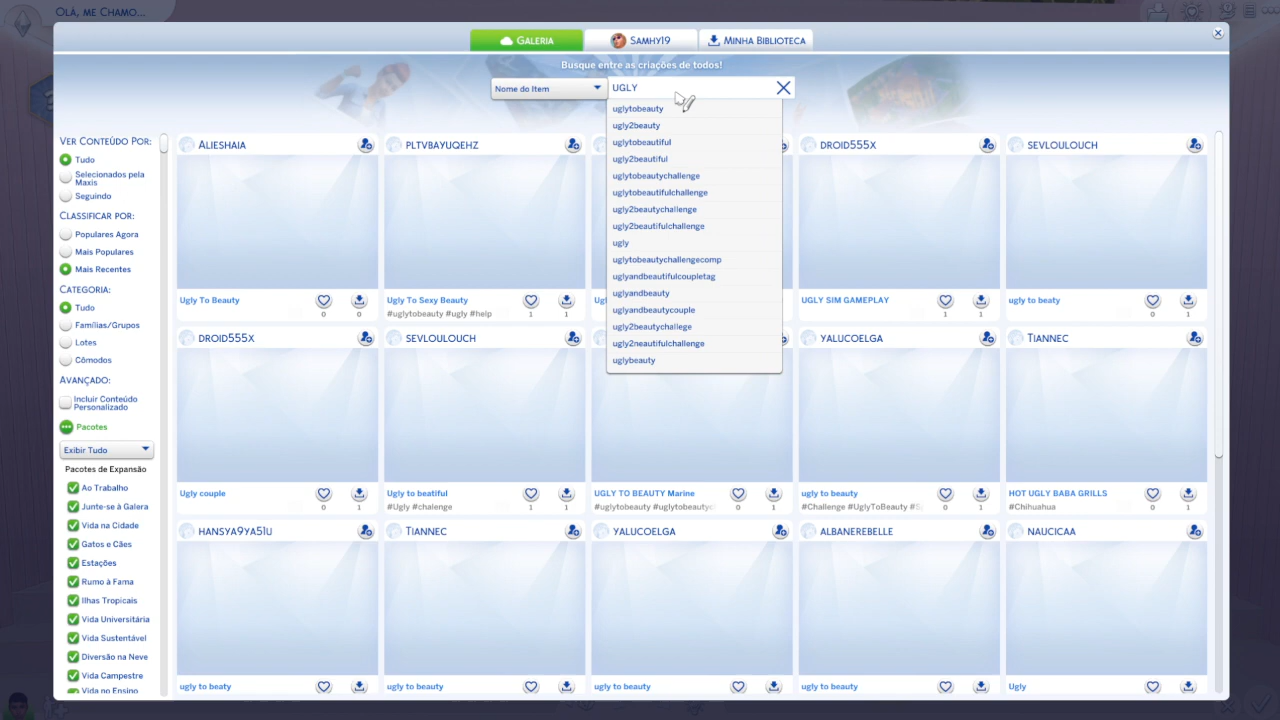 OLÁ, ME CHAMO...
GALERIA
SAMHY19
MINHA BIBLIOTECA
Busque entre as criações de todos!
Nome do Item
UGLY
uglytobeauty
ugly2beauty
uglytobeautiful
ugly2beautiful
uglytobeautychallenge
uglytobeautifulchallenge
ugly2beautychallenge
ugly2beautifulchallenge
ugly
uglytobeautychallengecomp
uglyandbeautifulcoupletag
uglyandbeauty
uglyandbeautycouple
ugly2beautychallege
ugly2neautifulchallenge
uglybeauty
VER CONTEÚDO POR:
Tudo
Selecionados pela
Maxis
Seguindo
CLASSIFICAR POR:
Populares Agora
Mais Populares
Mais Recentes
CATEGORIA:
Tudo
Famílias/Grupos
Lotes
Cômodos
AVANÇADO:
Incluir Conteúdo
Personalizado
Pacotes
Exibir Tudo
Pacotes de Expansão
Ao Trabalho
Junte-se à Galera
Vida na Cidade
Gatos e Cães
Estações
Rumo à Fama
Ilhas Tropicais
Vida Universitária
Vida Sustentável
Diversão na Neve
Vida Campestre
Vida no Ensino
ALIESHAIA
PLTVBAYUQEHZ
DROID555X
SEVLOULOUCH
Ugly To Beauty
0
0
Ugly To Sexy Beauty
#uglytobeauty #ugly #help
1
1
UGLY SIM GAMEPLAY
1
1
ugly to beaty
0
1
DROID555X
SEVLOULOUCH
YALUCOELGA
TIANNEC
Ugly couple
0
1
Ugly to beatiful
#Ugly #chalenge
1
1
UGLY TO BEAUTY Marine
#uglytobeauty #uglytobeautyc
0
1
ugly to beauty
#Challenge #UglyToBeauty #S
0
1
HOT UGLY BABA GRILLS
#Chihuahua
0
1
HANSYA9YA51U
TIANNEC
YALUCOELGA
ALBANEREBELLE
NAUCICAA
ugly to beaty
ugly to beauty
ugly to beauty
ugly to beauty
Ugly